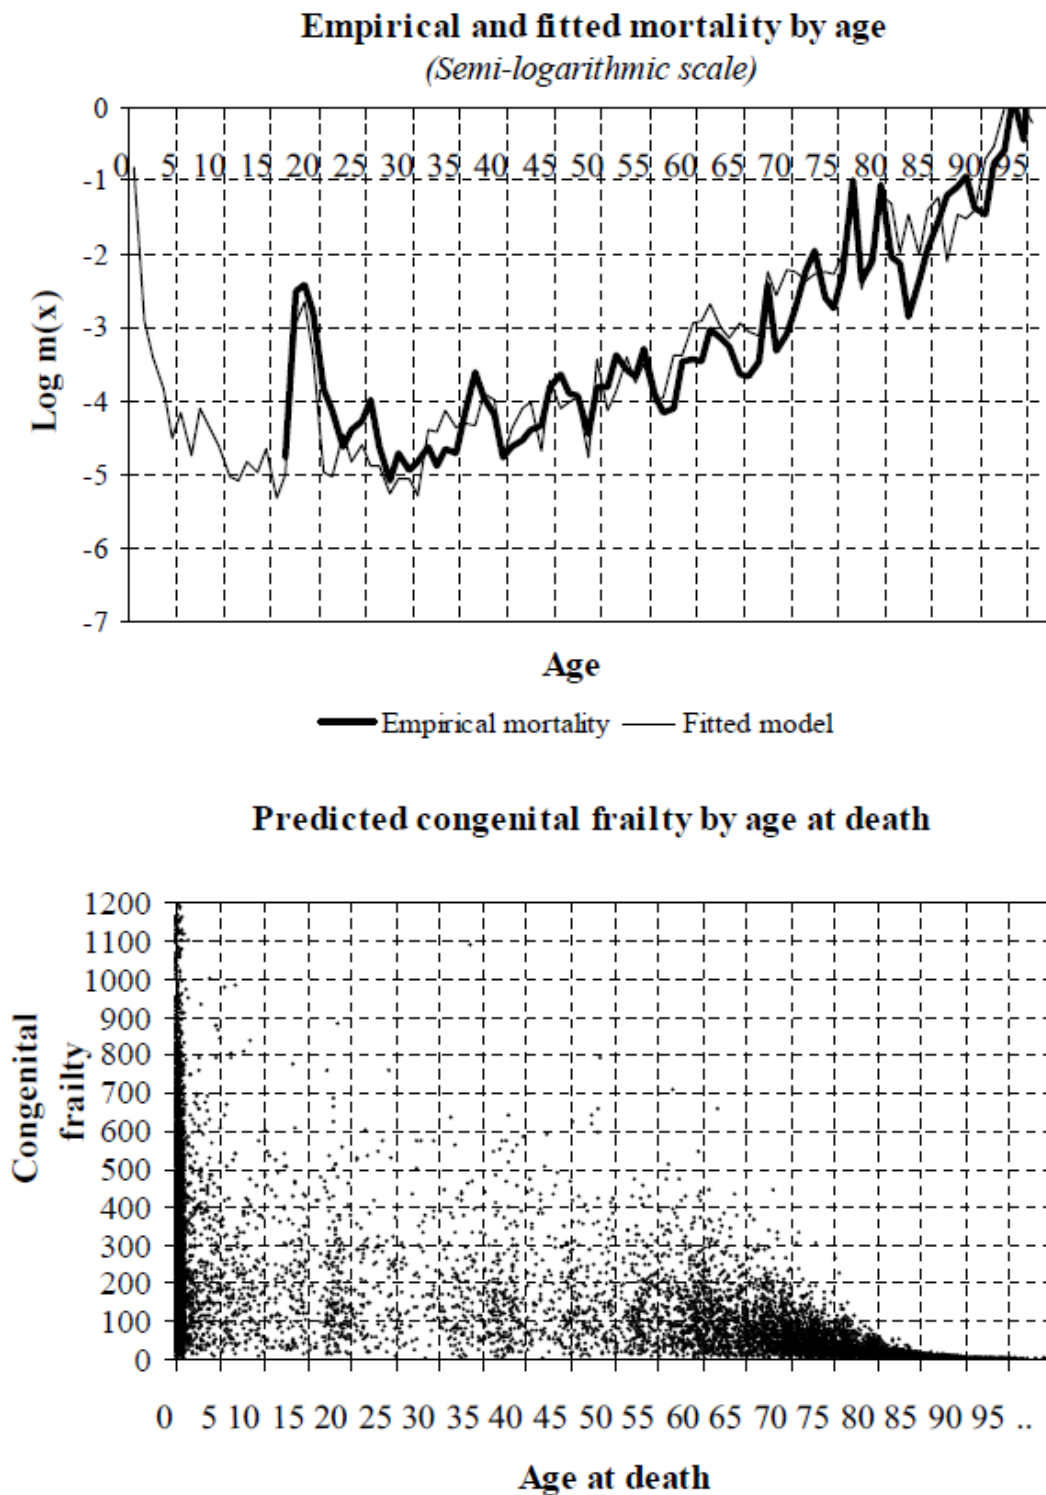 Empirical and fitted mortality by age
(Semi-logarithmic scale)
0
0 5 10 15 20 25 30 35 40 45 50 55 60 65 70 75 80 85 90 95
-1
-2
-3
-4
-5
-6
-7
Log m(x)
Age
Empirical mortality Fitted model
Predicted congenital frailty by age at death
1200
1100
1000
900
800
700
600
500
400
300
200
100
0
Congenital
frailty
0 5 10 15 20 25 30 35 40 45 50 55 60 65 70 75 80 85 90 95 ..
Age at death